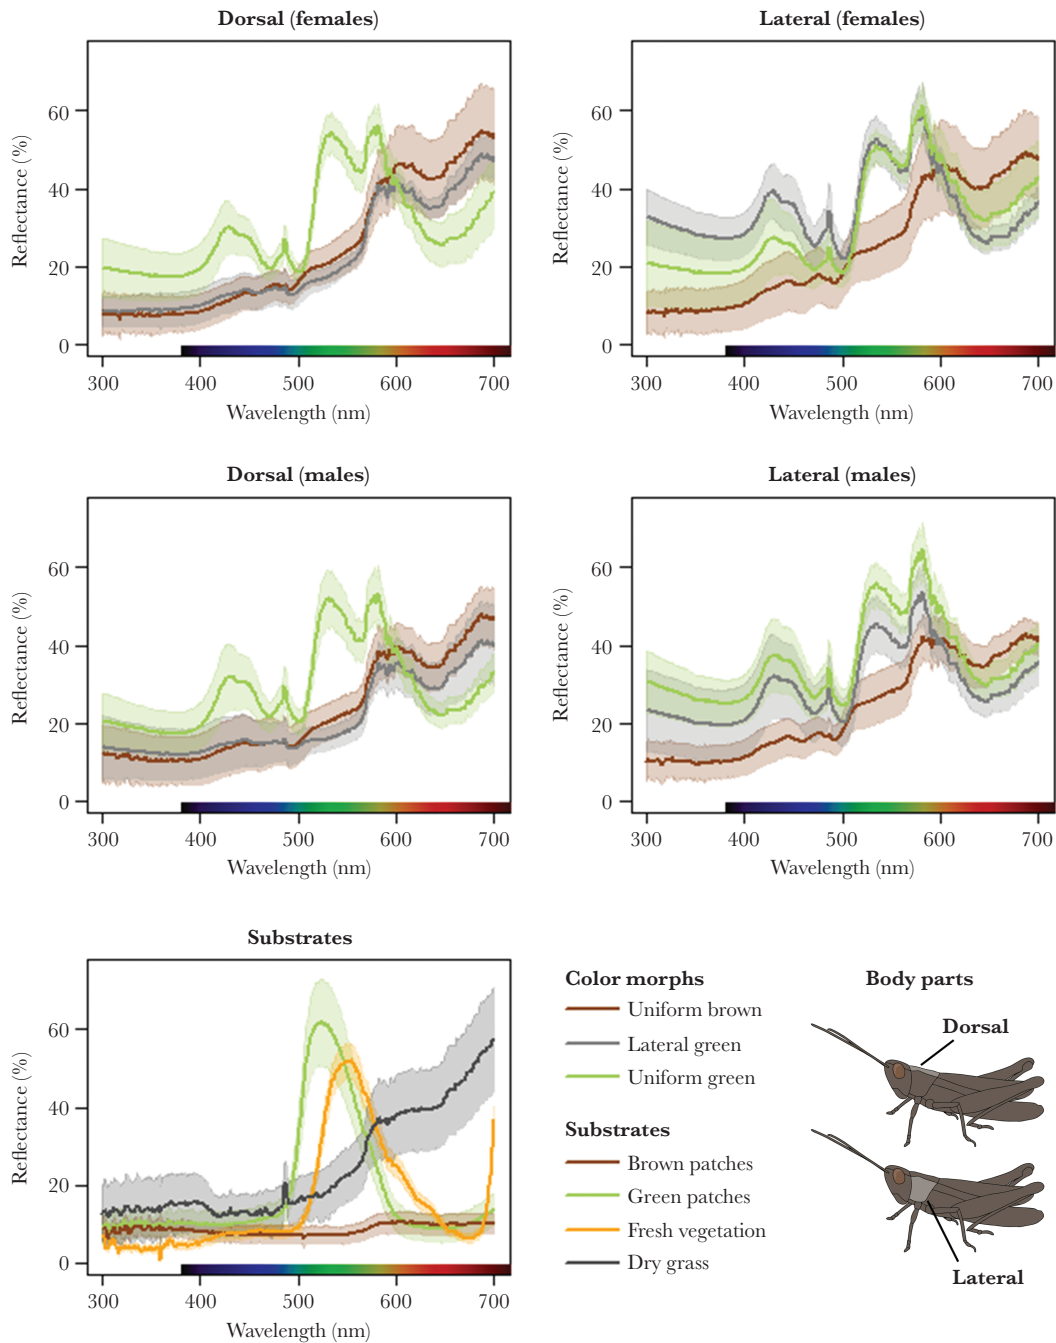 Dorsal (females)
Reflectance (%)
60
40
20
0
300 400 500 600 700
Wavelength (nm)
Lateral (females)
Reflectance (%)
60
40
20
0
300 400 500 600 700
Wavelength (nm)
Dorsal (males)
Reflectance (%)
60
40
20
0
300 400 500 600 700
Wavelength (nm)
Lateral (males)
Reflectance (%)
60
40
20
0
300 400 500 600 700
Wavelength (nm)
Substrates
Reflectance (%)
60
40
20
0
300 400 500 600 700
Wavelength (nm)
Color morphs
Uniform brown
Lateral green
Uniform green
Substrates
Brown patches
Green patches
Fresh vegetation
Dry grass
Body parts
Dorsal
Lateral